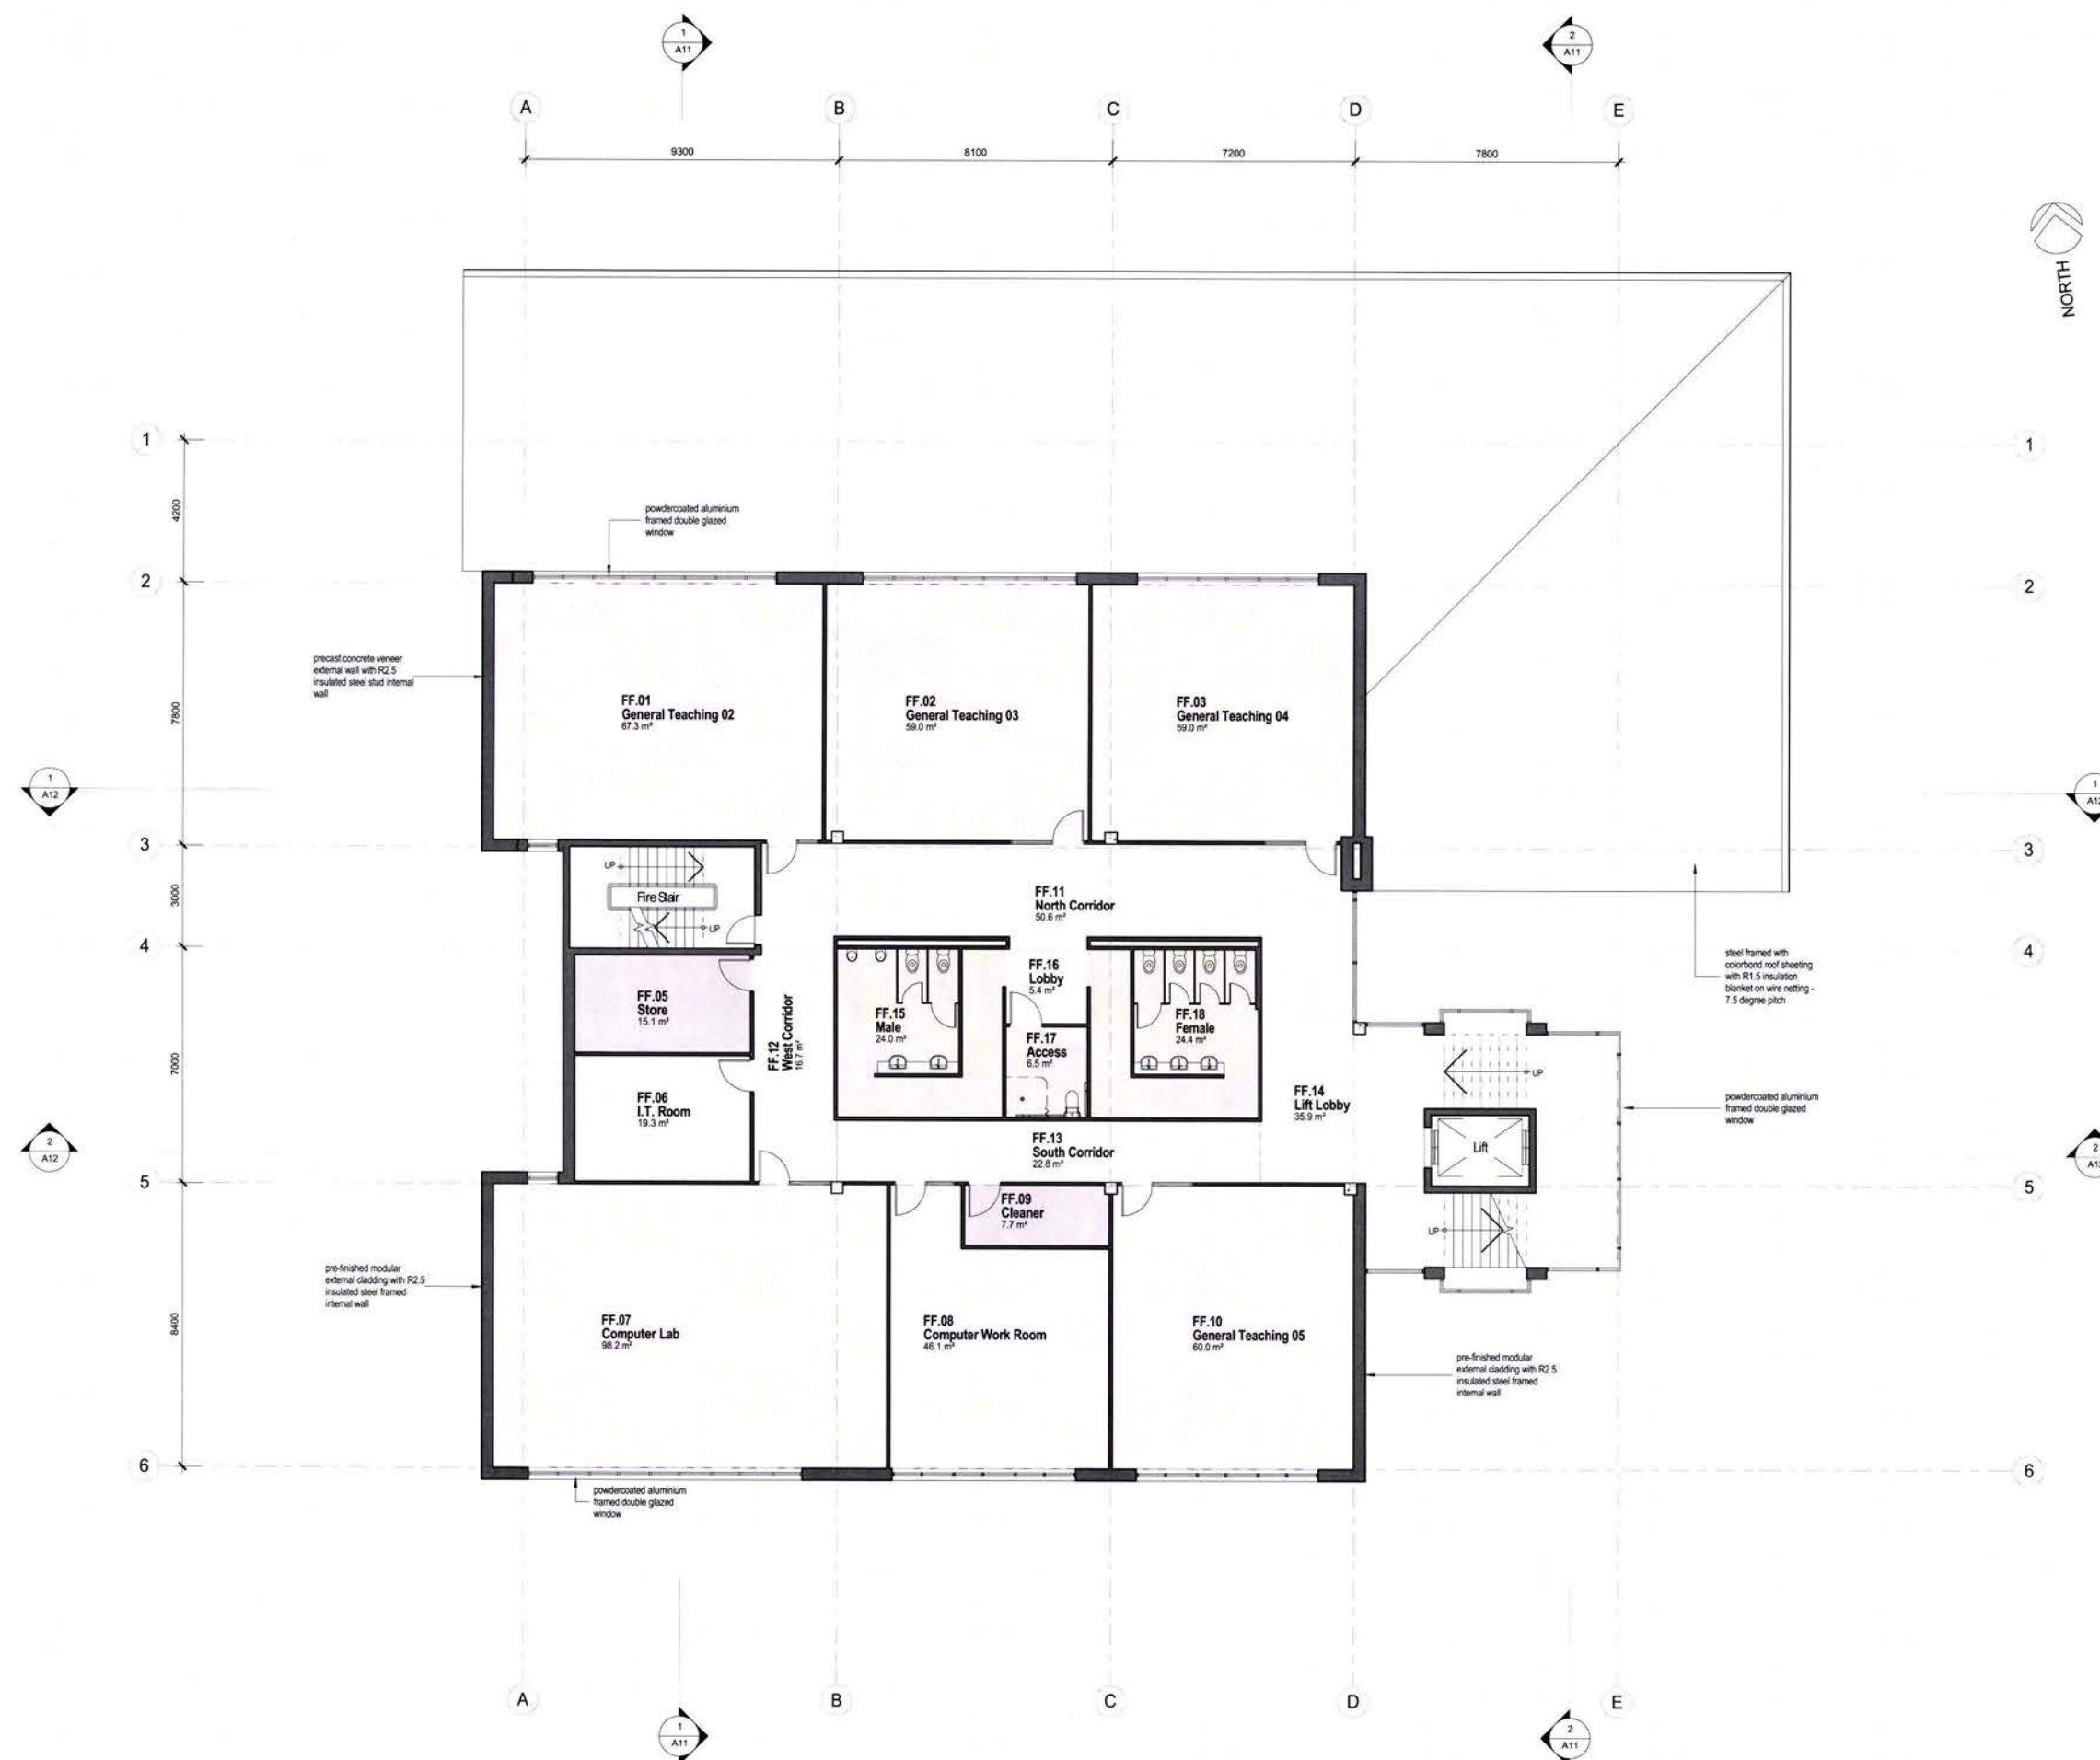 1
A11
2
A11
A
B
C
D
E
9300
8100
7200
7800
NORTH
1
1
4200
powdercoated aluminium
framed double glazed
window
2
2
precast concrete veneer
external wall with R2.5
insulated steel stud internal
wall
7800
FF.01
General Teaching 02
67.3 m²
FF.02
General Teaching 03
59.0 m²
FF.03
General Teaching 04
59.0 m²
1
A12
1
3
3
UP
Fire Stair
UP
3000
FF.11
North Corridor
50.6 m²
4
4
steel framed with
colorbond roof sheeting
with R1.5 insulation
blanket on wire netting -
7.5 degree pitch
FF.05
Store
15.1 m²
FF.12
West Corridor
16.7 m²
FF.15
Male
24.0 m²
FF.16
Lobby
5.4 m²
FF.17
Access
6.5 m²
FF.18
Female
24.4 m²
7000
FF.06
I.T. Room
19.3 m²
FF.14
Lift Lobby
35.9 m²
UP
powdercoated aluminium
framed double glazed
window
2
A12
2
FF.13
South Corridor
22.8 m²
Lift
5
5
FF.09
Cleaner
7.7 m²
UP
pre-finished modular
external cladding with R2.5
insulated steel framed
internal wall
8400
FF.07
Computer Lab
98.2 m²
FF.08
Computer Work Room
46.1 m²
FF.10
General Teaching 05
60.0 m²
pre-finished modular
external cladding with R2.5
insulated steel framed
internal wall
6
6
powdercoated aluminium
framed double glazed
window
A
B
C
D
E
1
A11
2
A11